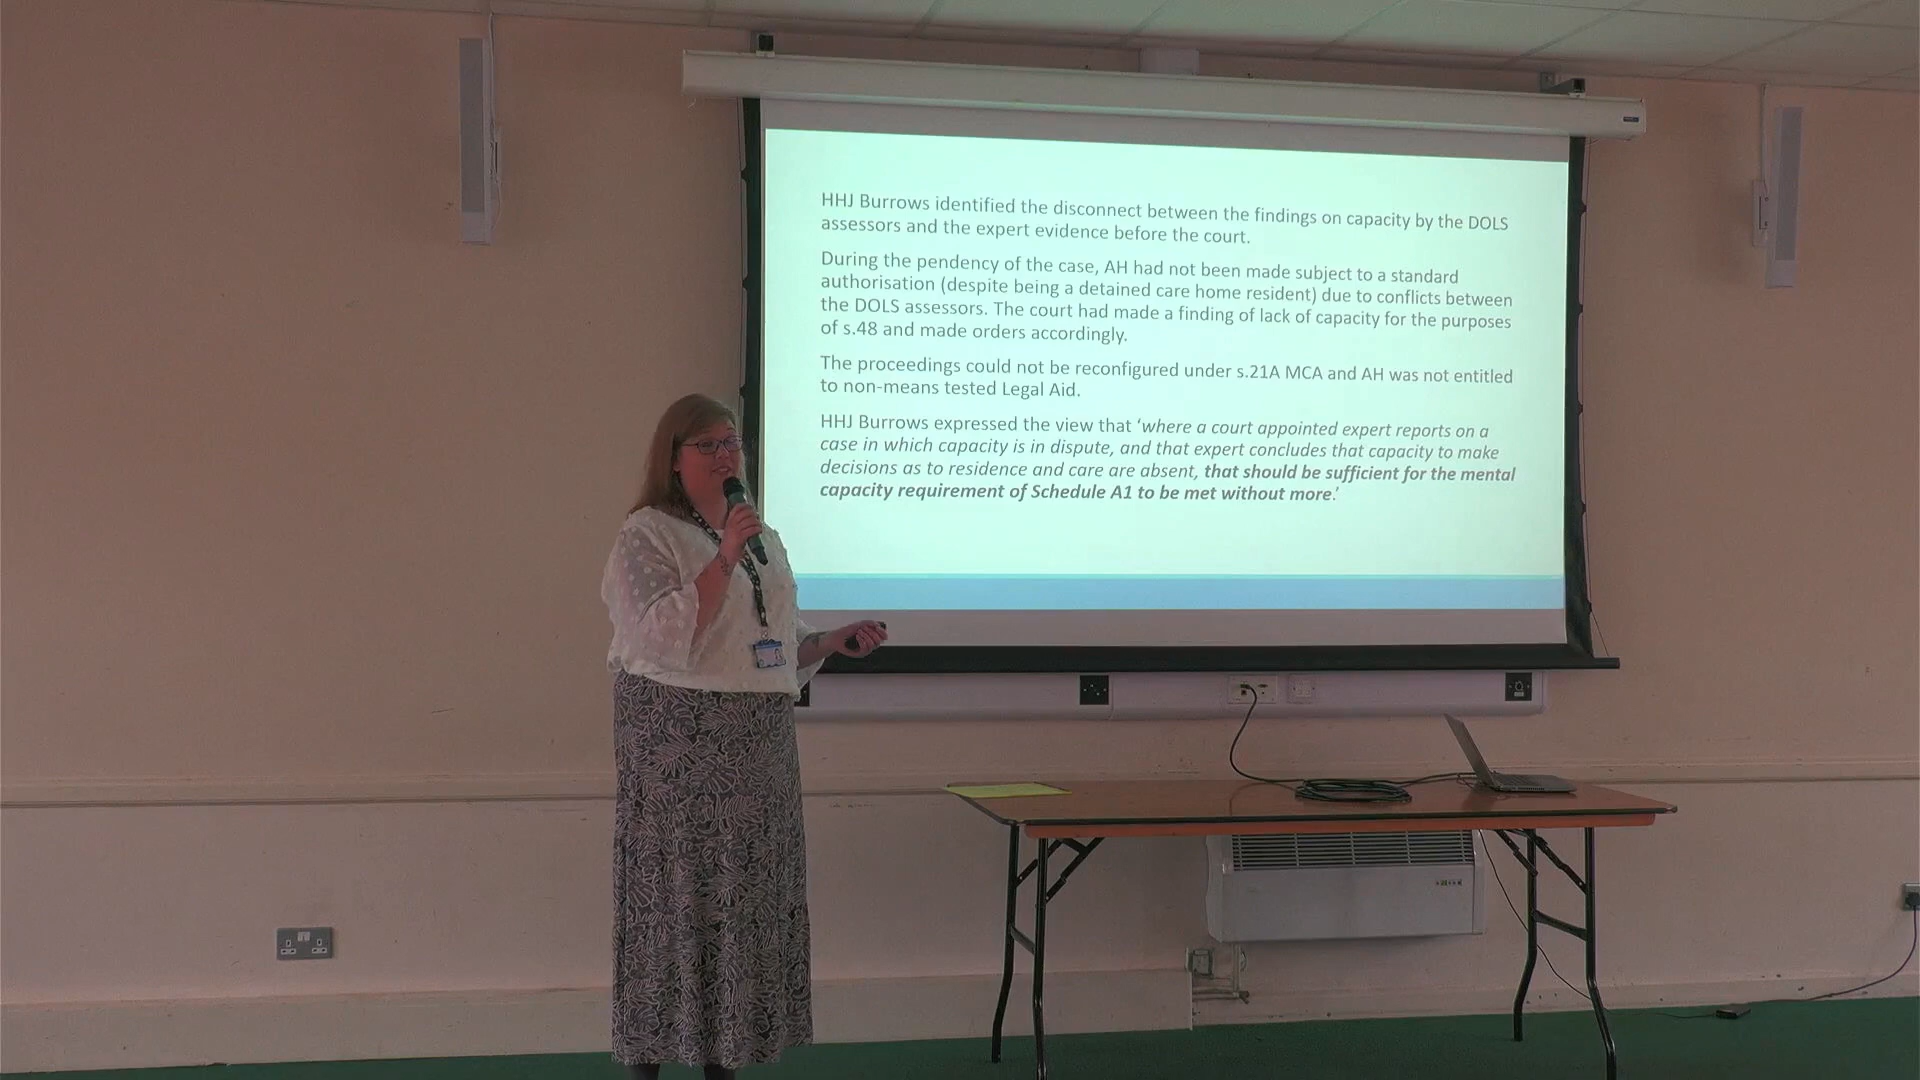 HHJ Burrows identified the disconnect between the findings on capacity by the DOLS
assessors and the expert evidence before the court.
During the pendency of the case, AH had not been made subject to a standard
authorisation (despite being a detained care home resident) due to conflicts between
the DOLS assessors. The court had made a finding of lack of capacity for the purposes
of s.48 and made orders accordingly.
The proceedings could not be reconfigured under s.21A MCA and AH was not entitled
to non-means tested Legal Aid.
HHJ Burrows expressed the view that ‘where a court appointed expert reports on a
case in which capacity is in dispute, and that expert concludes that capacity to make
decisions as to residence and care are absent, that should be sufficient for the mental
capacity requirement of Schedule A1 to be met without more.’